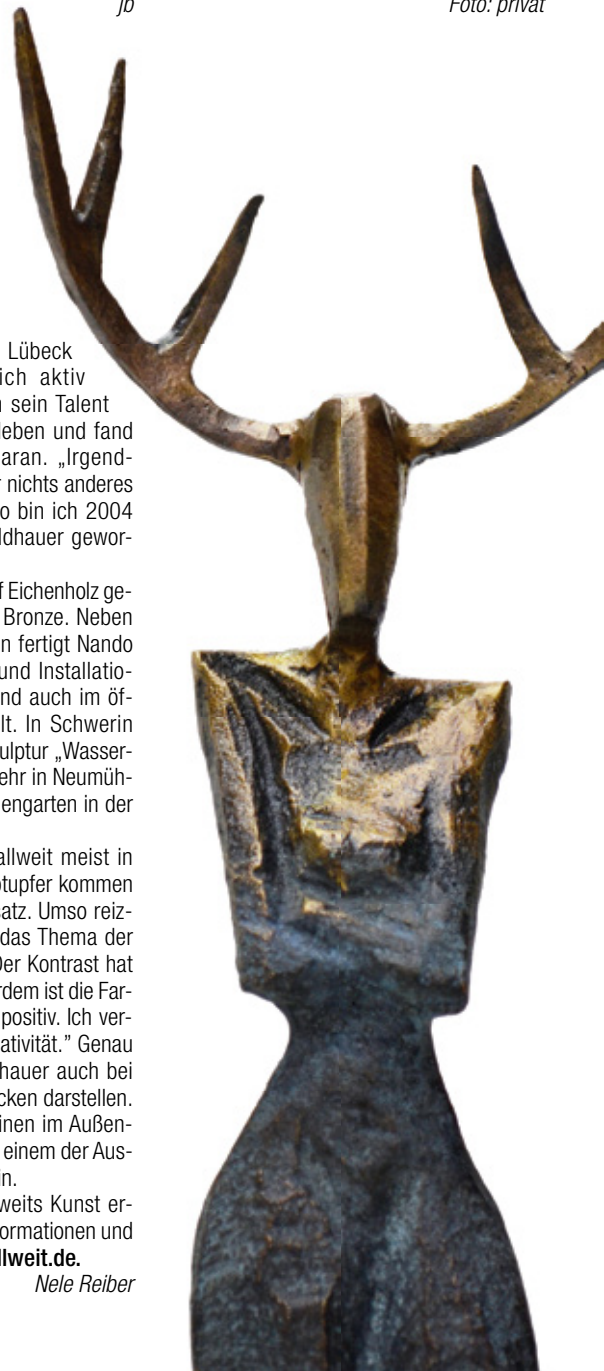 jb
Foto: privat
Lübeck
ich aktiv
sein Talent
leben und fand
aran. „Irgend-
nichts anderes
o bin ich 2004
ldhauer gewor-
f Eichenholz ge-
Bronze. Neben
n fertigt Nando
und Installatio-
nd auch im öf-
lt. In Schwerin
ulptur „Wasser-
ehr in Neumüh-
engarten in der
allweit meist in
otupfer kommen
satz. Umso reiz-
das Thema der
Der Kontrast hat
rdem ist die Far-
positiv. Ich ver-
ativität.” Genau
hauer auch bei
cken darstellen.
inen im Außen-
einem der Aus-
in.
weits Kunst er-
ormationen und
llweit.de.
Nele Reiber